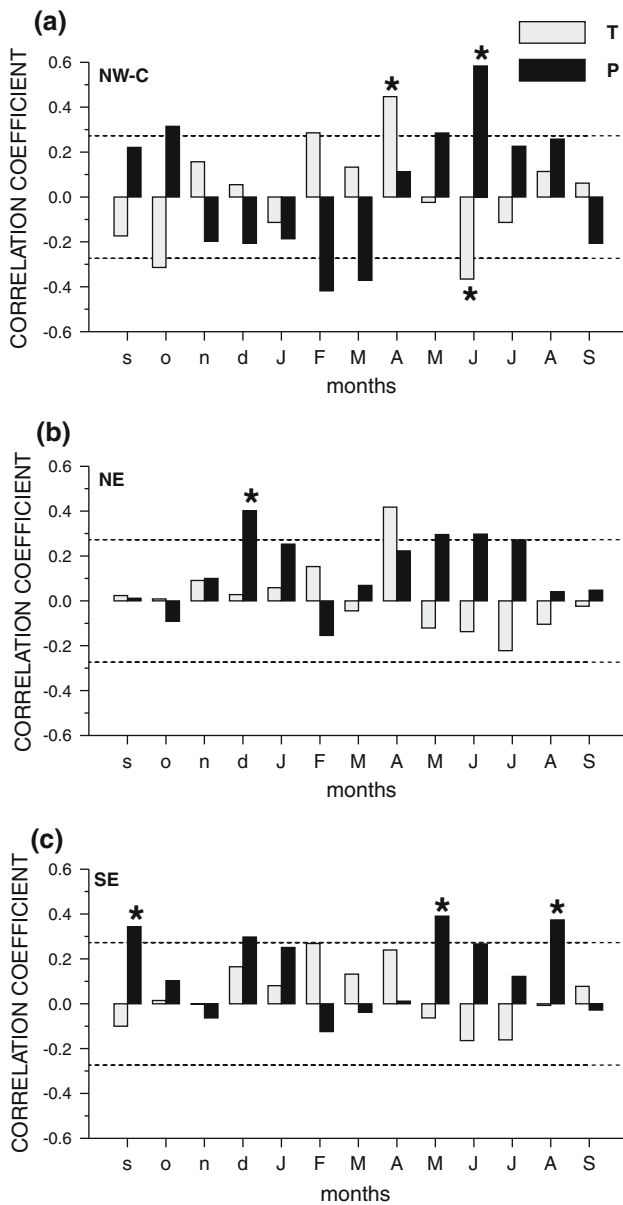 (a)
T
P
NW-C
*
*
*
0.6
0.4
0.2
0.0
-0.2
-0.4
-0.6
CORRELATION COEFFICIENT
s o n d J F M A M J J A S
months
(b)
NE
*
0.6
0.4
0.2
0.0
-0.2
-0.4
-0.6
CORRELATION COEFFICIENT
s o n d J F M A M J J A S
months
(c)
SE
* * *
0.6
0.4
0.2
0.0
-0.2
-0.4
-0.6
CORRELATION COEFFICIENT
s o n d J F M A M J J A S
months